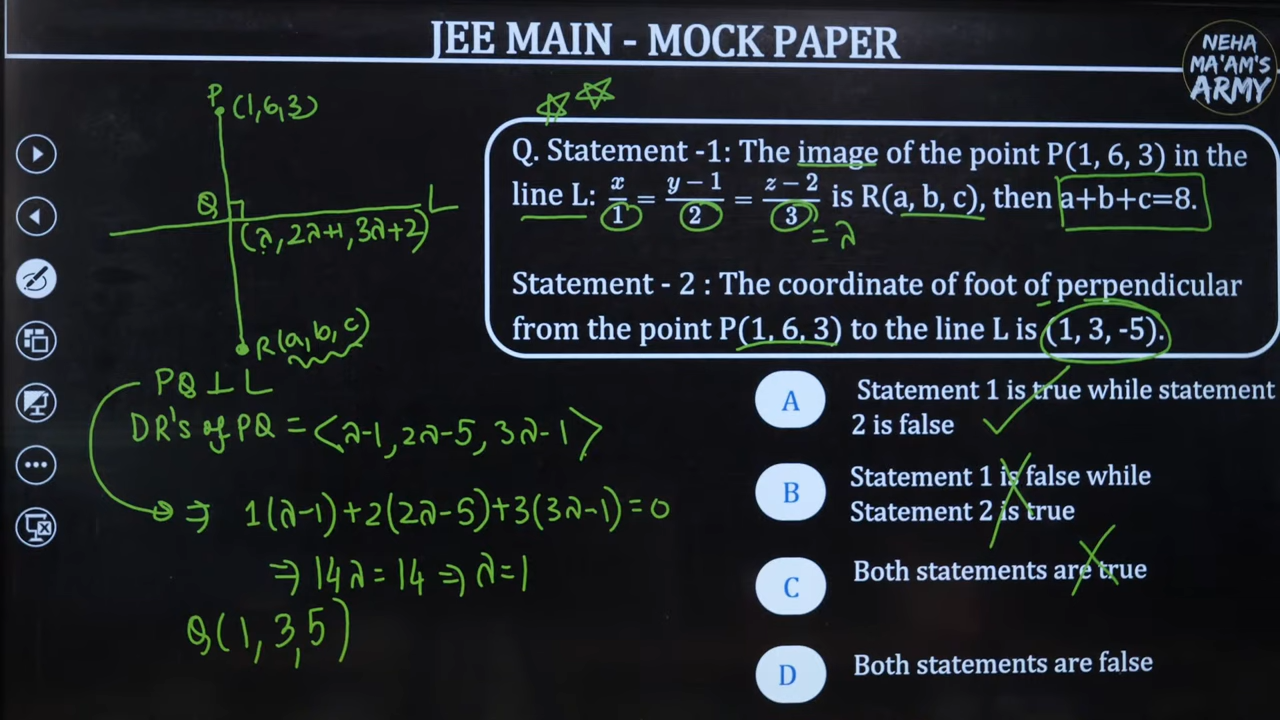 JEE MAIN - MOCK PAPER
NEHA
MA'AM'S
ARMY
Q. Statement -1: The image of the point P(1, 6, 3) in the
line L: x/1 = y – 1/2 = z – 2/3 is R(a, b, c), then a+b+c=8.
= λ
Statement - 2 : The coordinate of foot of perpendicular
from the point P(1, 6, 3) to the line L is (1, 3, -5).
A Statement 1 is true while statement
2 is false
B Statement 1 is false while
Statement 2 is true
C Both statements are true
D Both statements are false
P (1,6,3)
Q L
(λ, 2λ+1, 3λ+2)
R(a, b, c)
PQ ⊥ L
DR's of PQ = <λ-1, 2λ-5, 3λ-1>
⇒ 1(λ-1)+2(2λ-5)+3(3λ-1)=0
⇒ 14λ=14 ⇒ λ=1
Q(1,3,5)